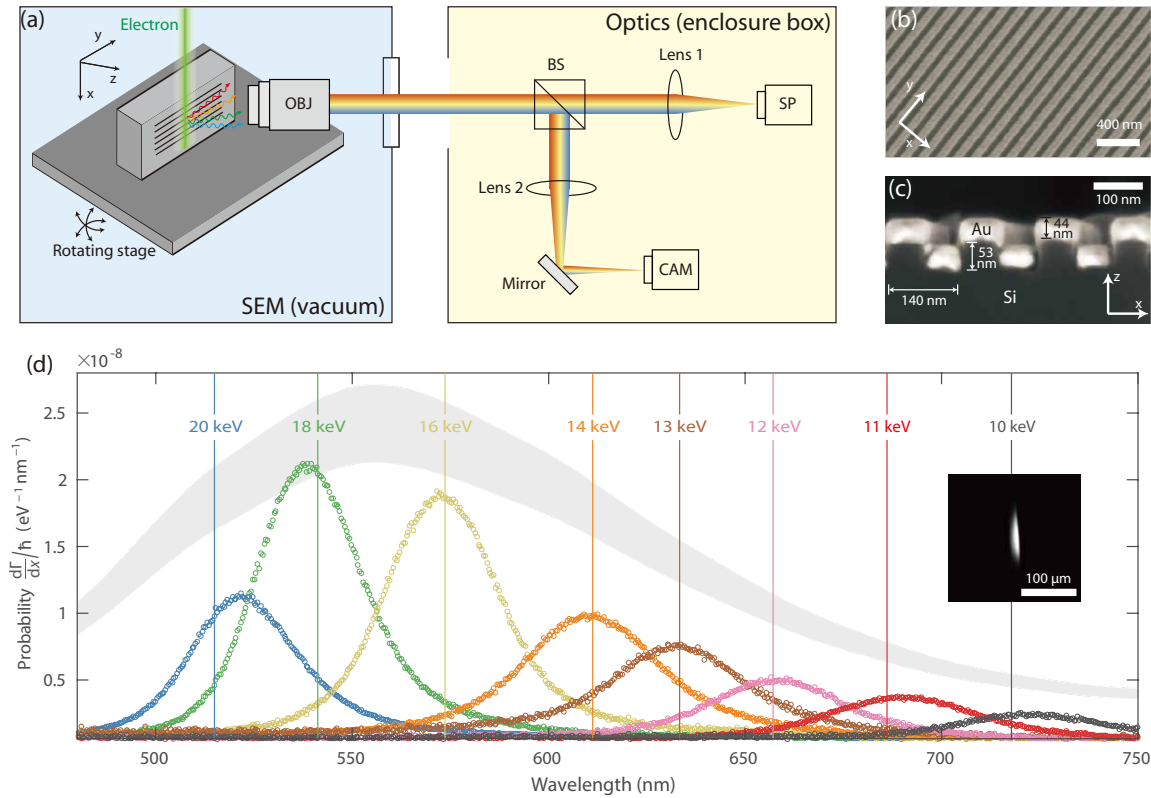 (a)
Electron
y
z
x
OBJ
Rotating stage
SEM (vacuum)
Optics (enclosure box)
BS
Lens 1
SP
Lens 2
Mirror
CAM
(b)
y
x
400 nm
(c)
100 nm
Au
44
nm
53
nm
140 nm
Si
z
x
(d)
×10⁻⁸
2.5
2
1.5
1
0.5
Probability dΓ/dx/ħ (eV⁻¹ nm⁻¹)
20 keV
18 keV
16 keV
14 keV
13 keV
12 keV
11 keV
10 keV
100 μm
500
550
600
650
700
750
Wavelength (nm)